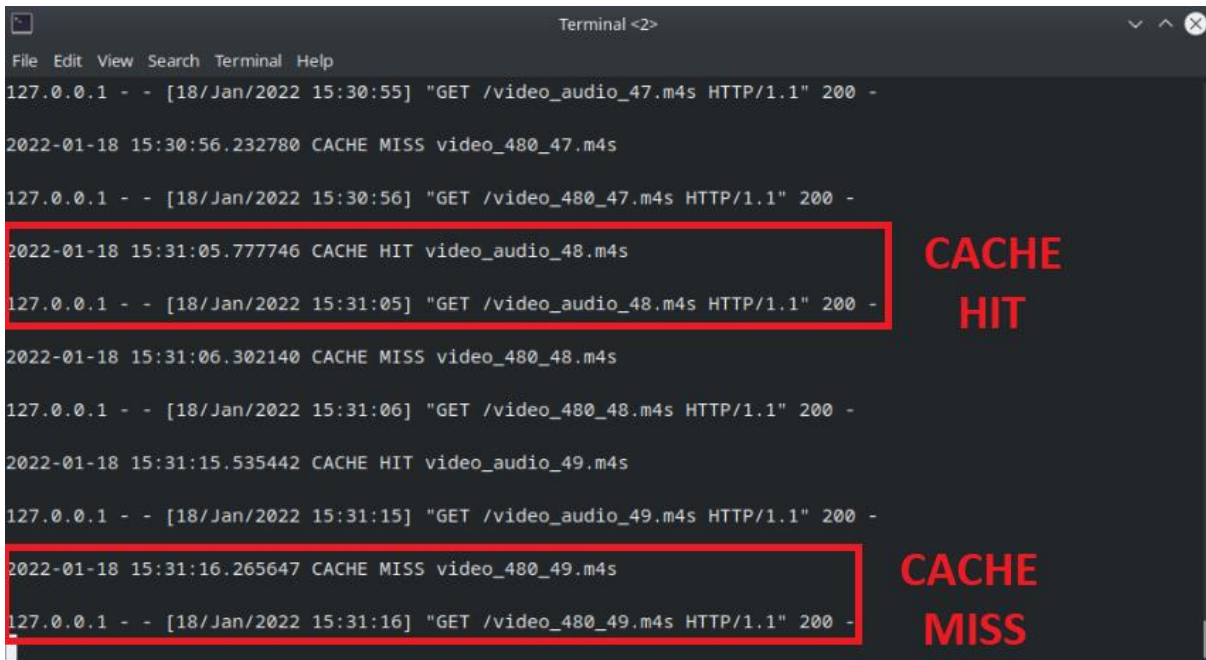 Terminal <2>
File Edit View Search Terminal Help
127.0.0.1 - - [18/Jan/2022 15:30:55] "GET /video_audio_47.m4s HTTP/1.1" 200 -
2022-01-18 15:30:56.232780 CACHE MISS video_480_47.m4s
127.0.0.1 - - [18/Jan/2022 15:30:56] "GET /video_480_47.m4s HTTP/1.1" 200 -
2022-01-18 15:31:05.777746 CACHE HIT video_audio_48.m4s
127.0.0.1 - - [18/Jan/2022 15:31:05] "GET /video_audio_48.m4s HTTP/1.1" 200 -
CACHE
HIT
2022-01-18 15:31:06.302140 CACHE MISS video_480_48.m4s
127.0.0.1 - - [18/Jan/2022 15:31:06] "GET /video_480_48.m4s HTTP/1.1" 200 -
2022-01-18 15:31:15.535442 CACHE HIT video_audio_49.m4s
127.0.0.1 - - [18/Jan/2022 15:31:15] "GET /video_audio_49.m4s HTTP/1.1" 200 -
2022-01-18 15:31:16.265647 CACHE MISS video_480_49.m4s
127.0.0.1 - - [18/Jan/2022 15:31:16] "GET /video_480_49.m4s HTTP/1.1" 200 -
CACHE
MISS